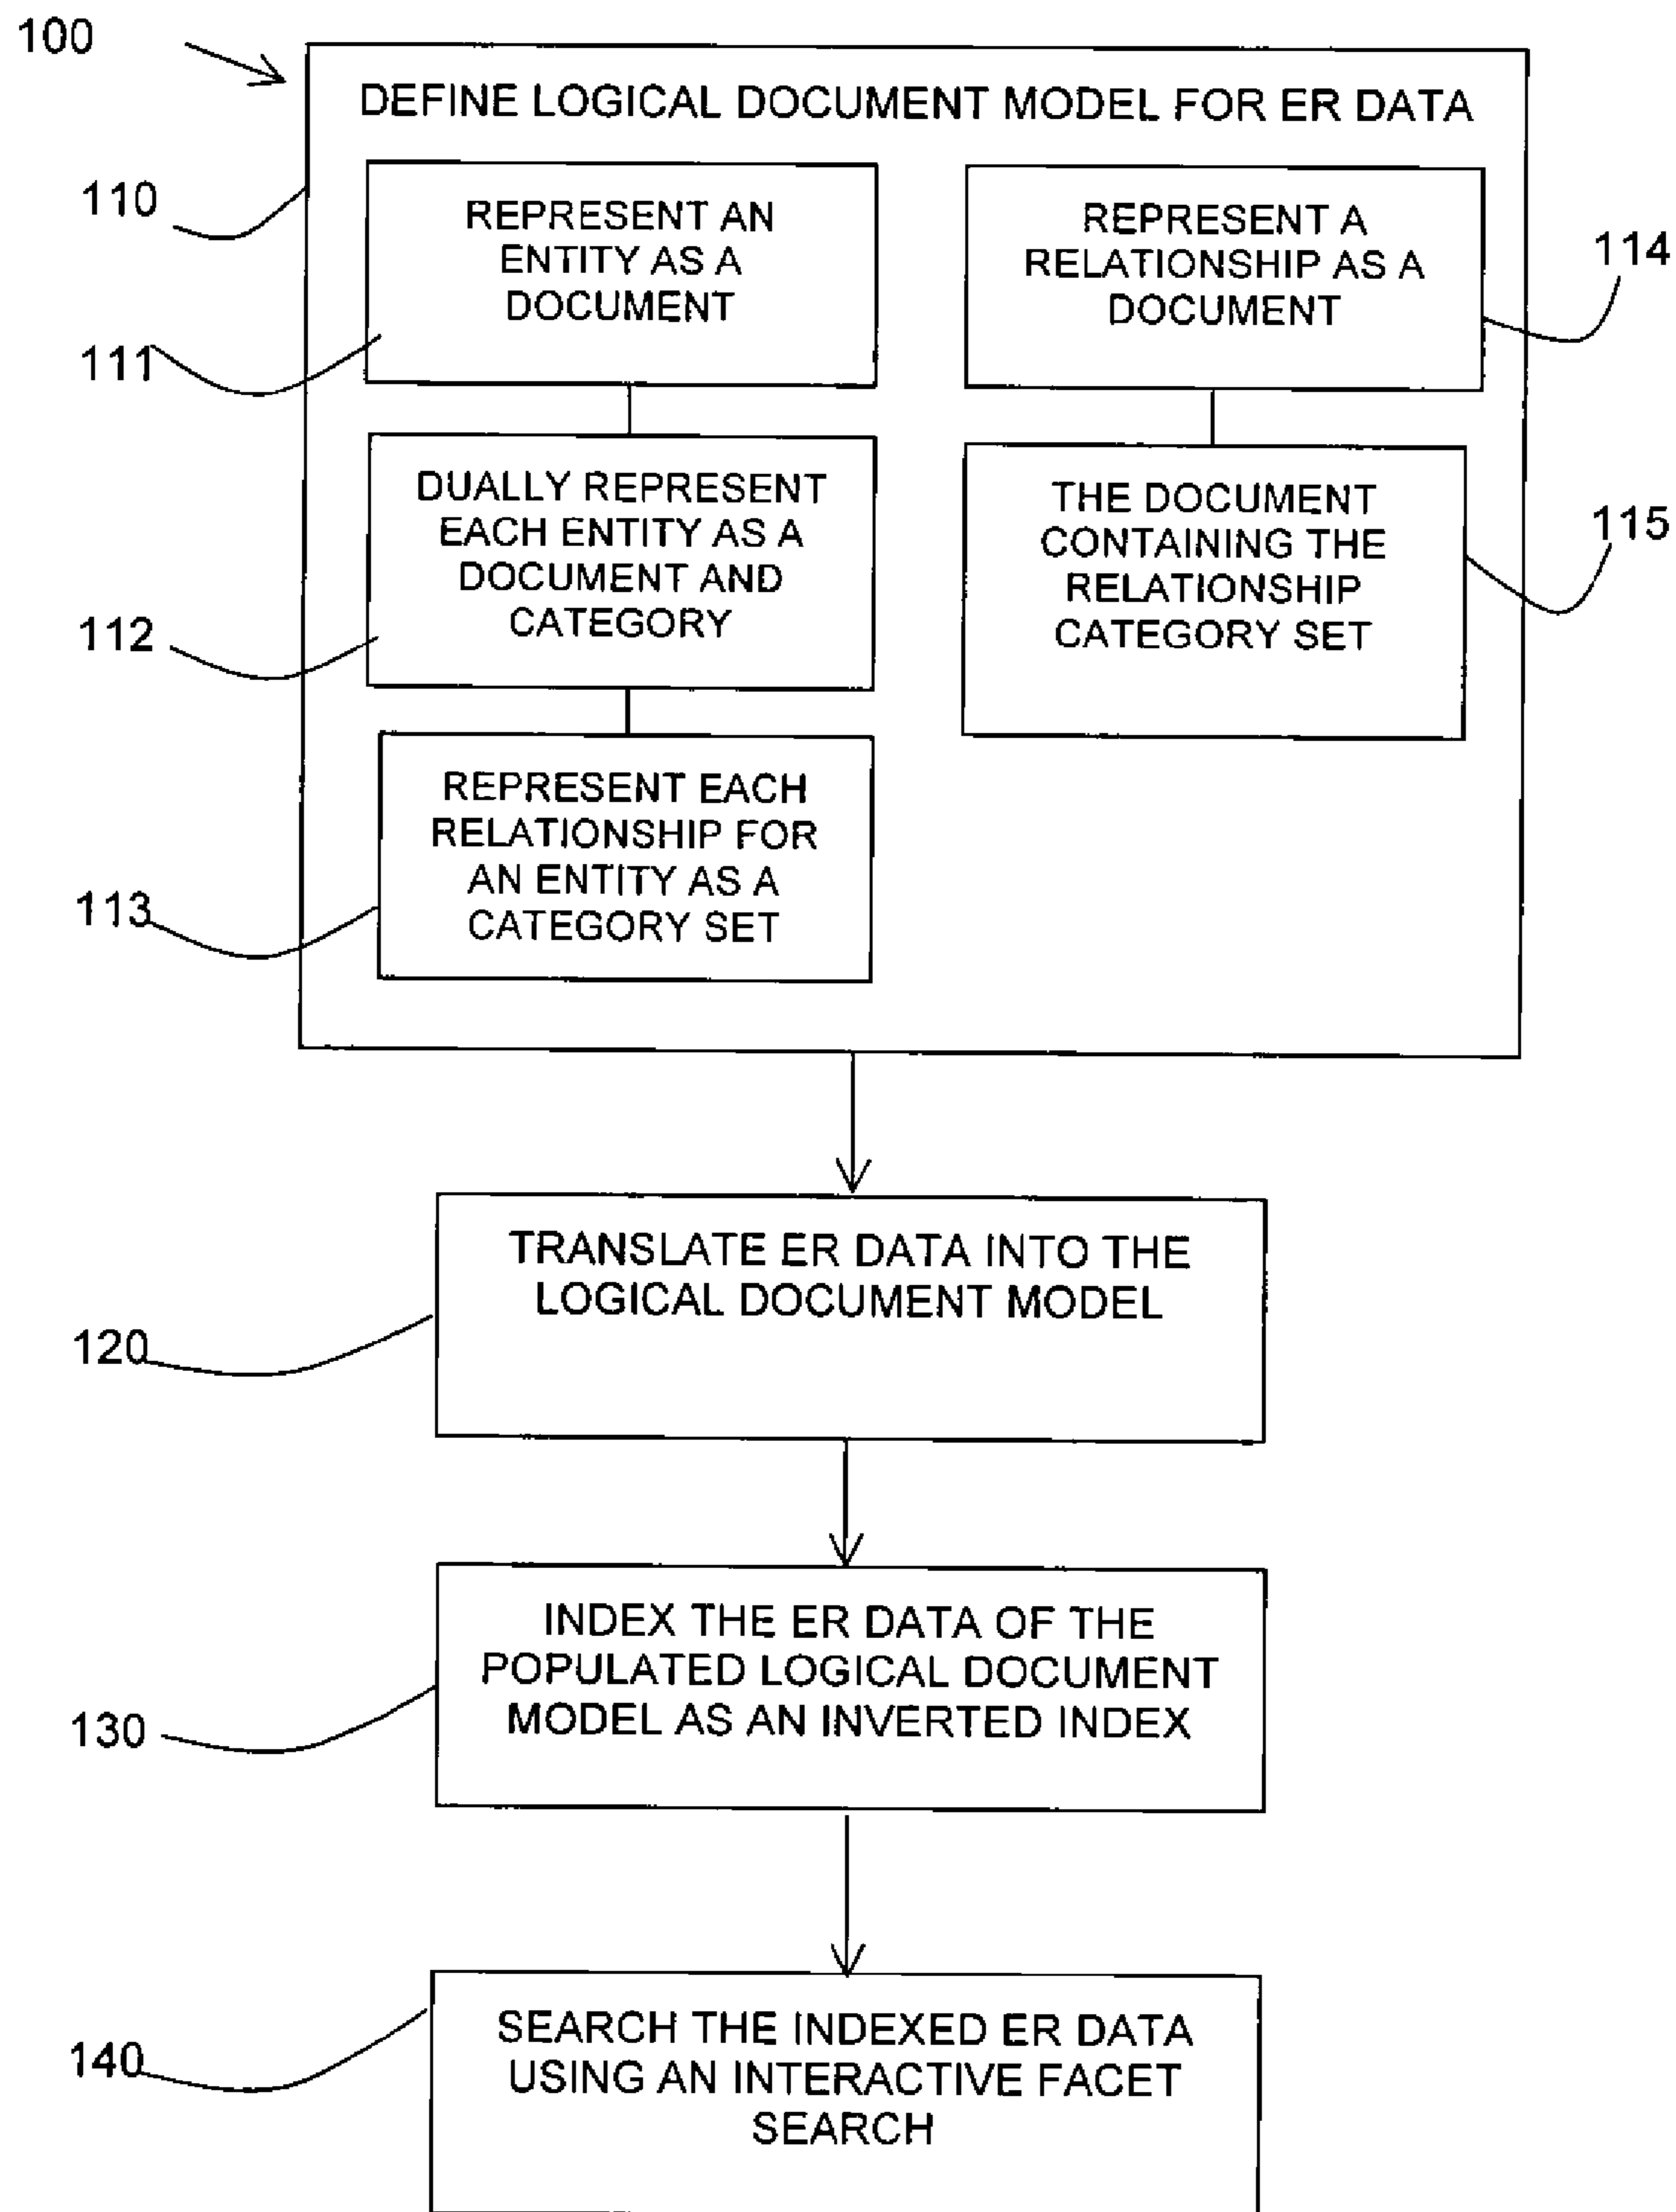 100
DEFINE LOGICAL DOCUMENT MODEL FOR ER DATA
110
REPRESENT AN
ENTITY AS A
DOCUMENT
111
REPRESENT A
RELATIONSHIP AS A
DOCUMENT
114
DUALLY REPRESENT
EACH ENTITY AS A
DOCUMENT AND
CATEGORY
112
THE DOCUMENT
CONTAINING THE
RELATIONSHIP
CATEGORY SET
115
REPRESENT EACH
RELATIONSHIP FOR
AN ENTITY AS A
CATEGORY SET
113
TRANSLATE ER DATA INTO THE
LOGICAL DOCUMENT MODEL
120
INDEX THE ER DATA OF THE
POPULATED LOGICAL DOCUMENT
MODEL AS AN INVERTED INDEX
130
SEARCH THE INDEXED ER DATA
USING AN INTERACTIVE FACET
SEARCH
140